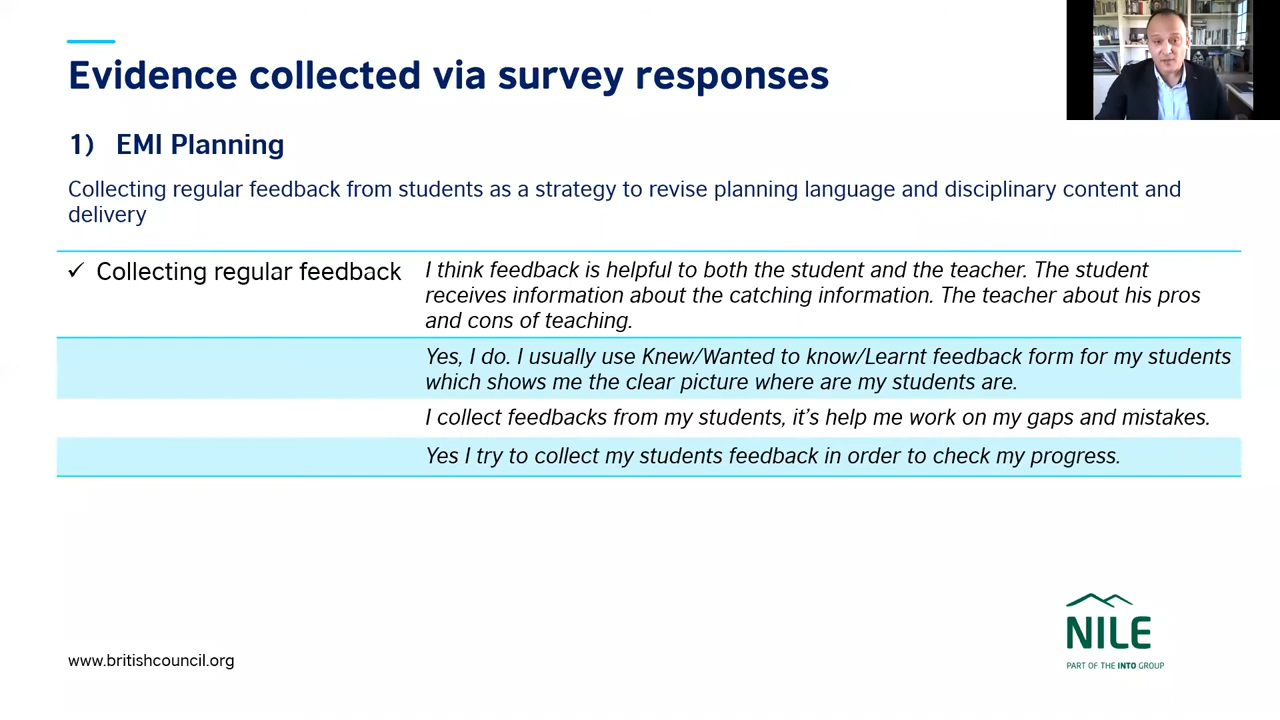 Evidence collected via survey responses
1) EMI Planning
Collecting regular feedback from students as a strategy to revise planning language and disciplinary content and
delivery
✓ Collecting regular feedback
I think feedback is helpful to both the student and the teacher. The student
receives information about the catching information. The teacher about his pros
and cons of teaching.
Yes, I do. I usually use Knew/Wanted to know/Learnt feedback form for my students
which shows me the clear picture where are my students are.
I collect feedbacks from my students, it’s help me work on my gaps and mistakes.
Yes I try to collect my students feedback in order to check my progress.
www.britishcouncil.org
NILE
PART OF THE INTO GROUP